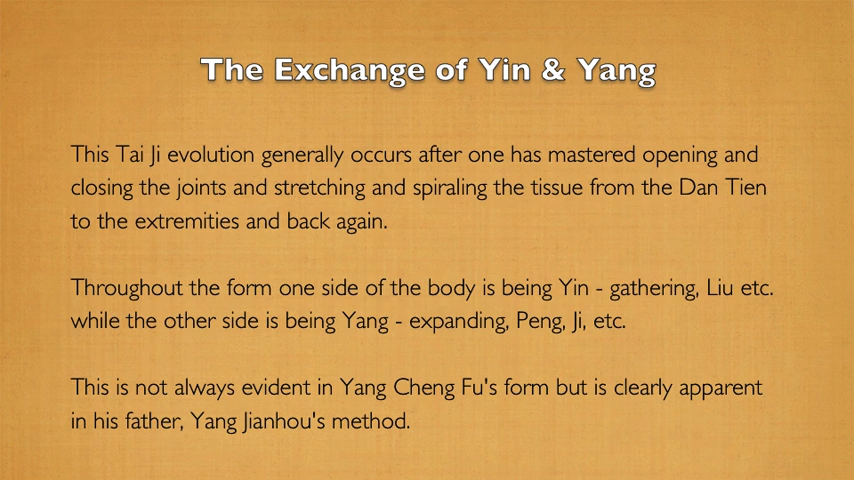 The Exchange of Yin & Yang
This Tai Ji evolution generally occurs after one has mastered opening and
closing the joints and stretching and spiraling the tissue from the Dan Tien
to the extremities and back again.
Throughout the form one side of the body is being Yin - gathering, Liu etc.
while the other side is being Yang - expanding, Peng, Ji, etc.
This is not always evident in Yang Cheng Fu's form but is clearly apparent
in his father, Yang Jianhou's method.